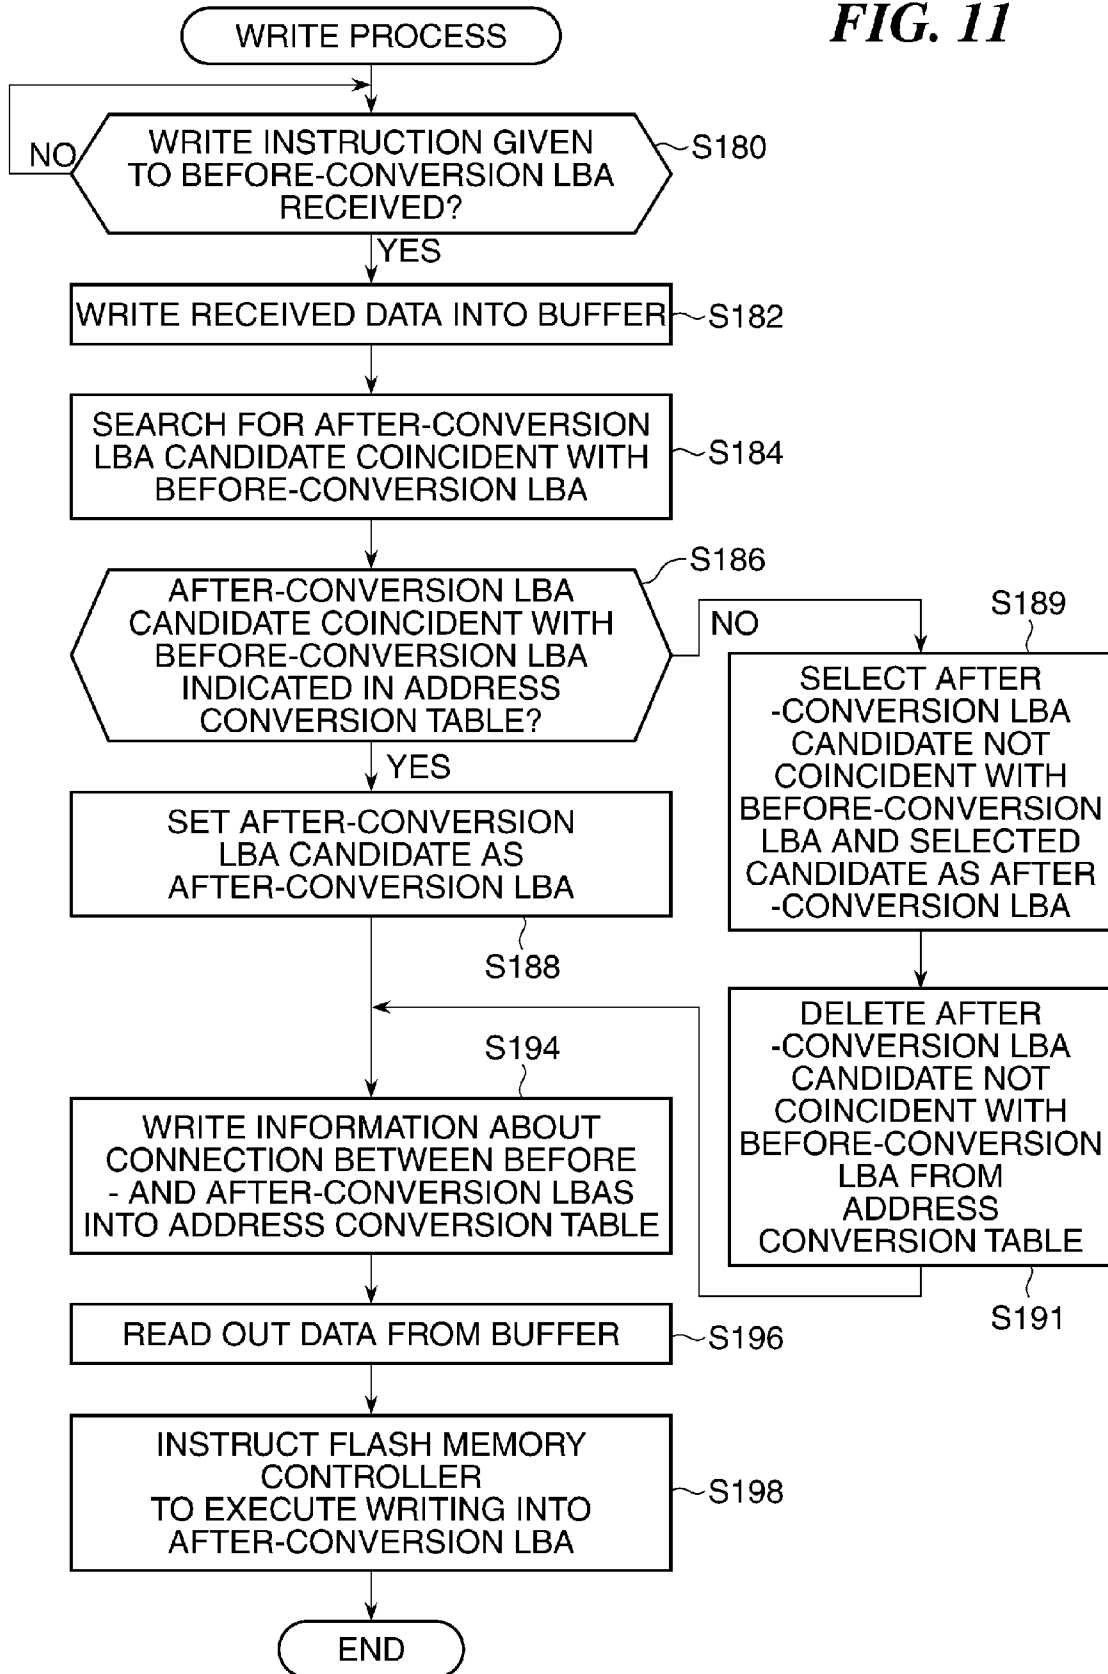 FIG. 11
WRITE PROCESS
NO
WRITE INSTRUCTION GIVEN
TO BEFORE-CONVERSION LBA
RECEIVED?
S180
YES
WRITE RECEIVED DATA INTO BUFFER
S182
SEARCH FOR AFTER-CONVERSION
LBA CANDIDATE COINCIDENT WITH
BEFORE-CONVERSION LBA
S184
S186
AFTER-CONVERSION LBA
CANDIDATE COINCIDENT WITH
BEFORE-CONVERSION LBA
INDICATED IN ADDRESS
CONVERSION TABLE?
NO
YES
SET AFTER-CONVERSION
LBA CANDIDATE AS
AFTER-CONVERSION LBA
S188
S189
SELECT AFTER
-CONVERSION LBA
CANDIDATE NOT
COINCIDENT WITH
BEFORE-CONVERSION
LBA AND SELECTED
CANDIDATE AS AFTER
-CONVERSION LBA
DELETE AFTER
-CONVERSION LBA
CANDIDATE NOT
COINCIDENT WITH
BEFORE-CONVERSION
LBA FROM
ADDRESS
CONVERSION TABLE
S191
S194
WRITE INFORMATION ABOUT
CONNECTION BETWEEN BEFORE
- AND AFTER-CONVERSION LBAS
INTO ADDRESS CONVERSION TABLE
READ OUT DATA FROM BUFFER
S196
INSTRUCT FLASH MEMORY
CONTROLLER
TO EXECUTE WRITING INTO
AFTER-CONVERSION LBA
S198
END